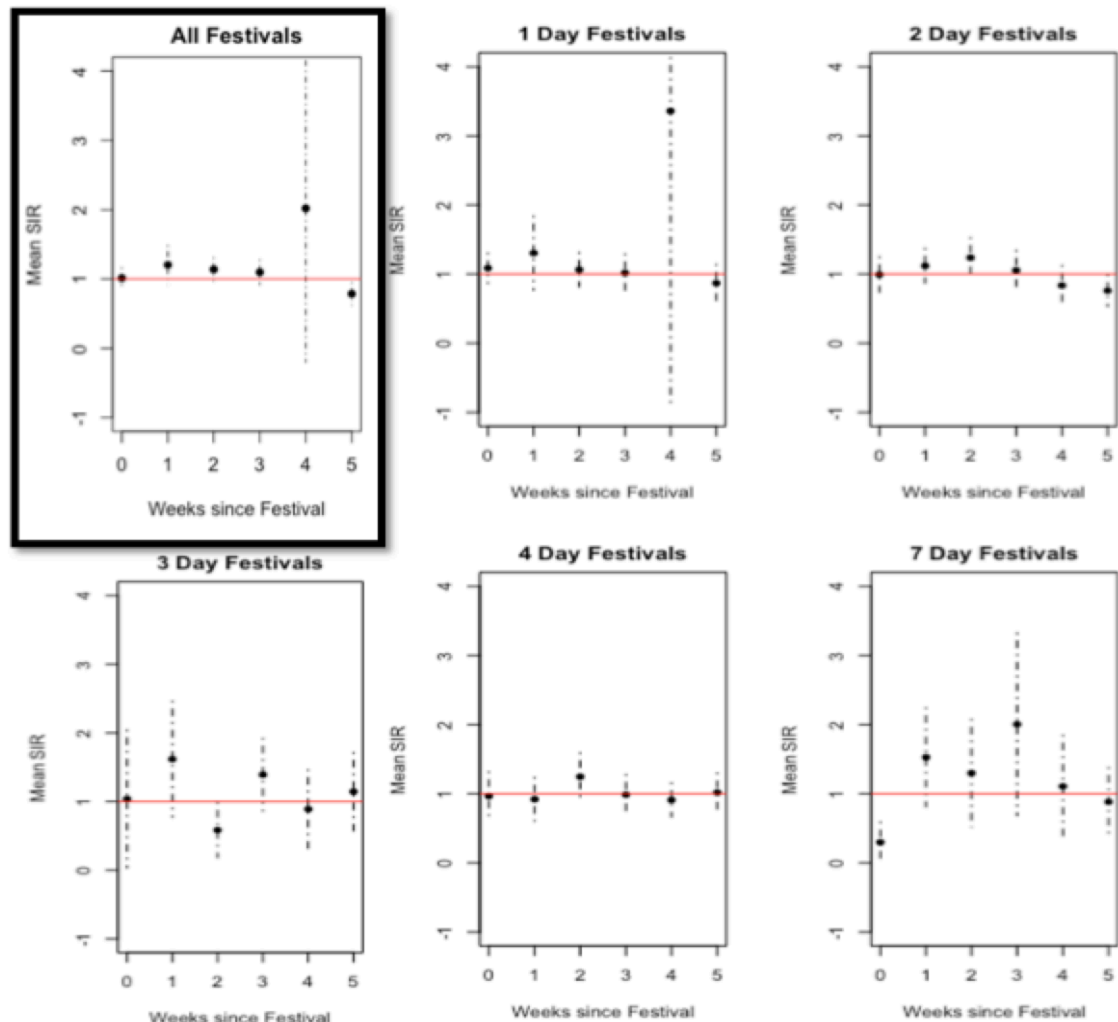 All Festivals
4
3
2
1
0
-1
Mean SIR
0 1 2 3 4 5
Weeks since Festival
1 Day Festivals
4
3
2
1
0
-1
Mean SIR
0 1 2 3 4 5
Weeks since Festival
2 Day Festivals
4
3
2
1
0
-1
Mean SIR
0 1 2 3 4 5
Weeks since Festival
3 Day Festivals
4
3
2
1
0
-1
Mean SIR
0 1 2 3 4 5
Weeks since Festival
4 Day Festivals
4
3
2
1
0
-1
Mean SIR
0 1 2 3 4 5
Weeks since Festival
7 Day Festivals
4
3
2
1
0
-1
Mean SIR
0 1 2 3 4 5
Weeks since Festival